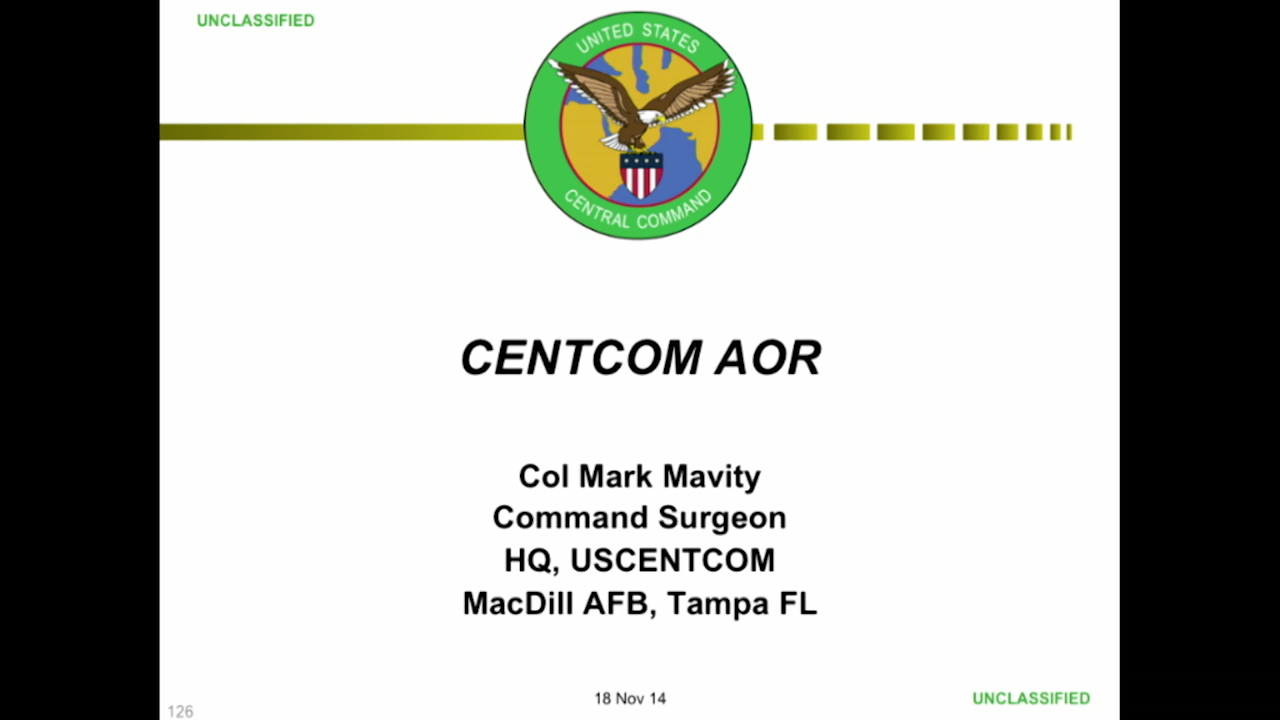 UNCLASSIFIED
UNITED STATES
CENTRAL COMMAND
CENTCOM AOR
Col Mark Mavity
Command Surgeon
HQ, USCENTCOM
MacDill AFB, Tampa FL
18 Nov 14
UNCLASSIFIED
126